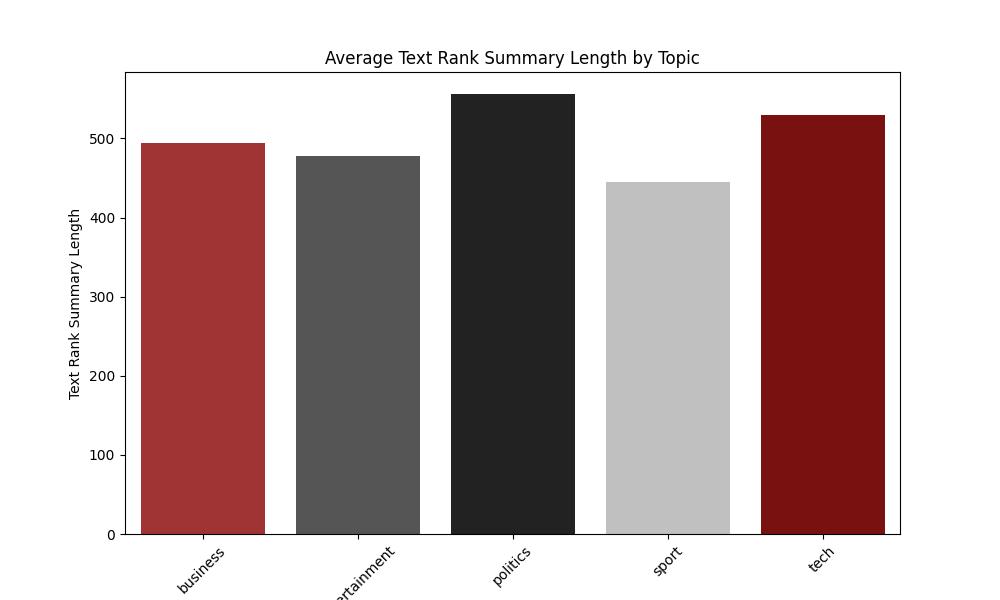 Average Text Rank Summary Length by Topic
Text Rank Summary Length
500
400
300
200
100
0
business
ertainment
politics
sport
tech